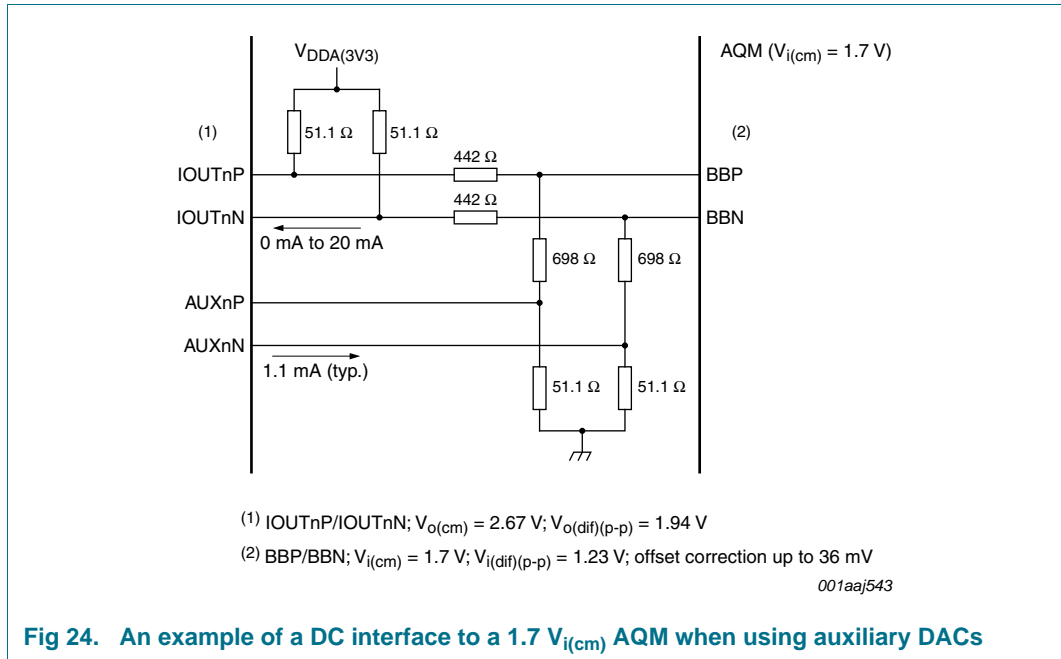 V_DDA(3V3)
AQM (V_i(cm) = 1.7 V)
(1)
51.1 Ω
51.1 Ω
(2)
442 Ω
IOUTnP
BBP
442 Ω
IOUTnN
BBN
0 mA to 20 mA
698 Ω
698 Ω
AUXnP
AUXnN
1.1 mA (typ.)
51.1 Ω
51.1 Ω
(1) IOUTnP/IOUTnN; V_o(cm) = 2.67 V; V_o(dif)(p-p) = 1.94 V
(2) BBP/BBN; V_i(cm) = 1.7 V; V_i(dif)(p-p) = 1.23 V; offset correction up to 36 mV
001aaj543
Fig 24. An example of a DC interface to a 1.7 V_i(cm) AQM when using auxiliary DACs